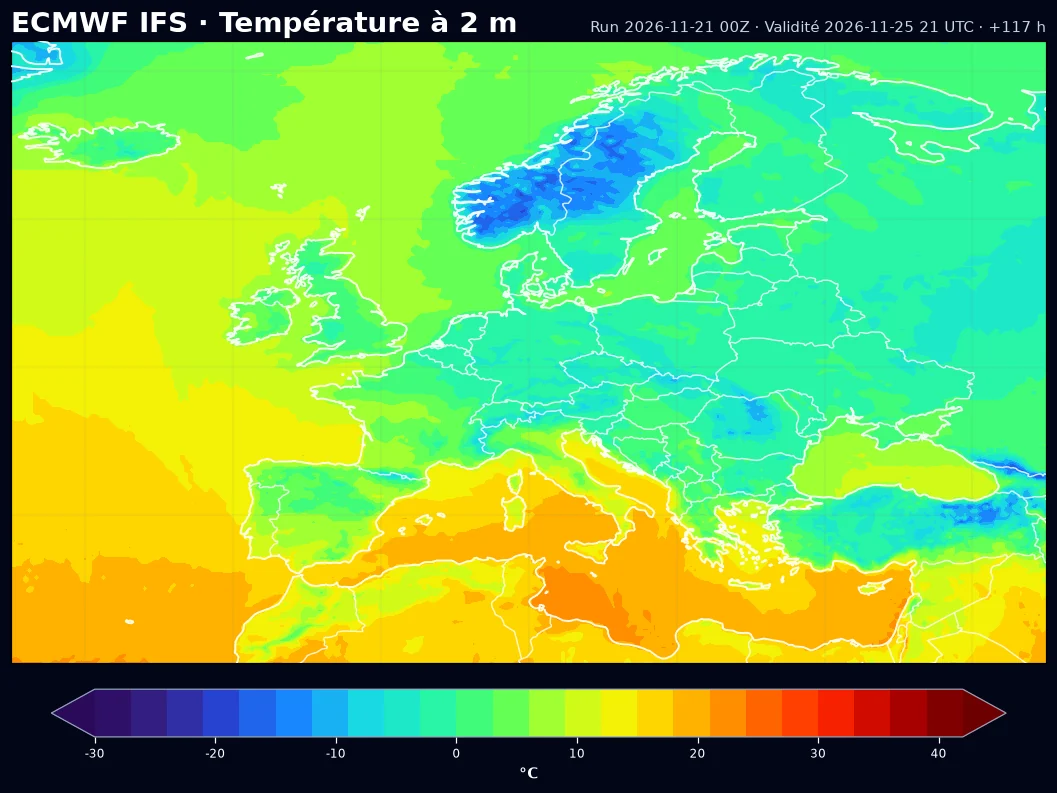 ECMWF IFS · Température à 2 m
Run 2026-11-21 00Z · Validité 2026-11-25 21 UTC · +117 h
-30 -20 -10 0 10 20 30 40
°C